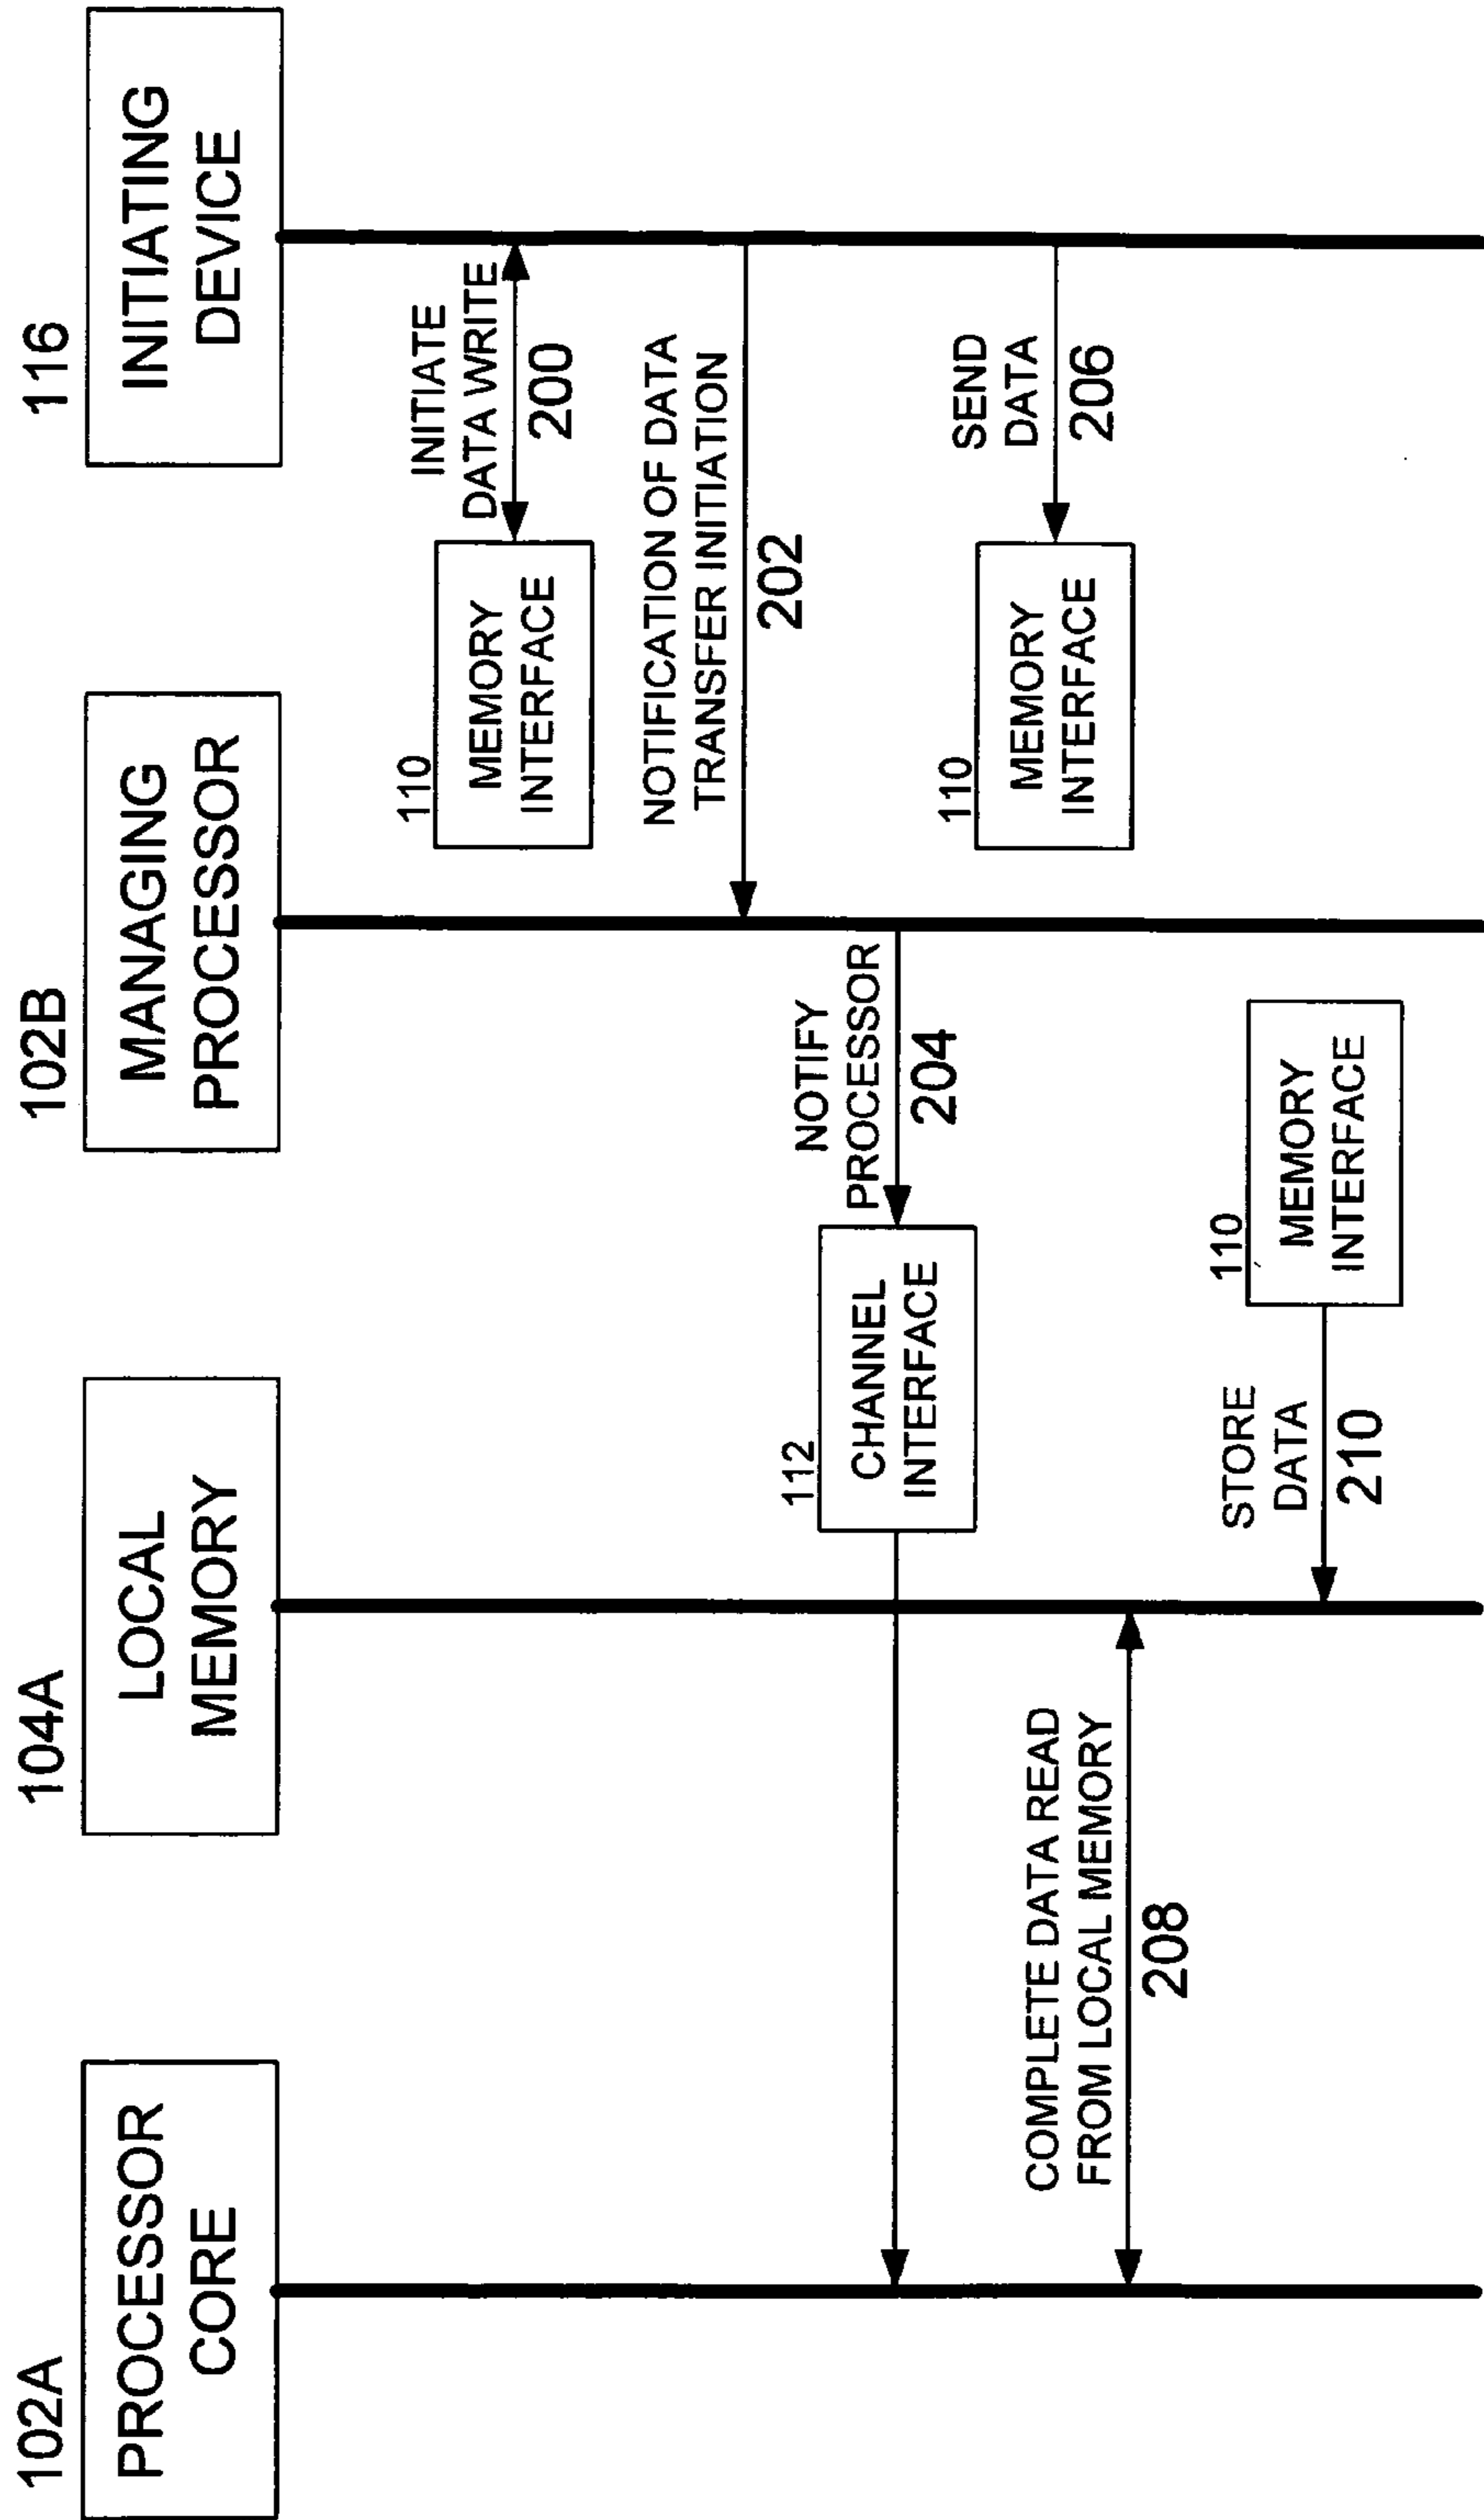 102A
PROCESSOR
CORE
104A
LOCAL
MEMORY
102B
MANAGING
PROCESSOR
116
INITIATING
DEVICE
INITIATE
DATA WRITE
200
110
MEMORY
INTERFACE
NOTIFICATION OF DATA
TRANSFER INITIATION
202
NOTIFY
PROCESSOR
204
112
CHANNEL
INTERFACE
SEND
DATA
206
110
MEMORY
INTERFACE
COMPLETE DATA READ
FROM LOCAL MEMORY
208
STORE
DATA
210
110
MEMORY
INTERFACE